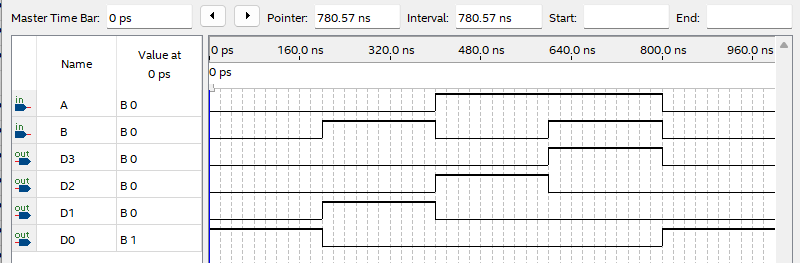 Master Time Bar: 0 ps Pointer: 780.57 ns Interval: 780.57 ns Start: End:
Name Value at 0 ps
0 ps 160.0 ns 320.0 ns 480.0 ns 640.0 ns 800.0 ns 960.0 ns
0 ps
in A B 0
in B B 0
out D3 B 0
out D2 B 0
out D1 B 0
out D0 B 1